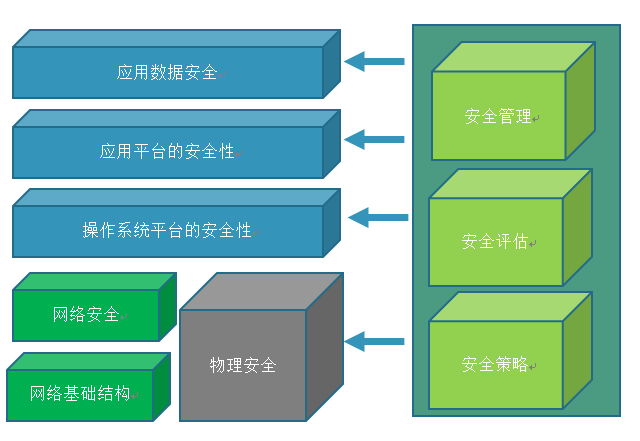 应用数据安全
应用平台的安全性
操作系统平台的安全性
网络安全
网络基础结构
物理安全
安全管理
安全评估
安全策略